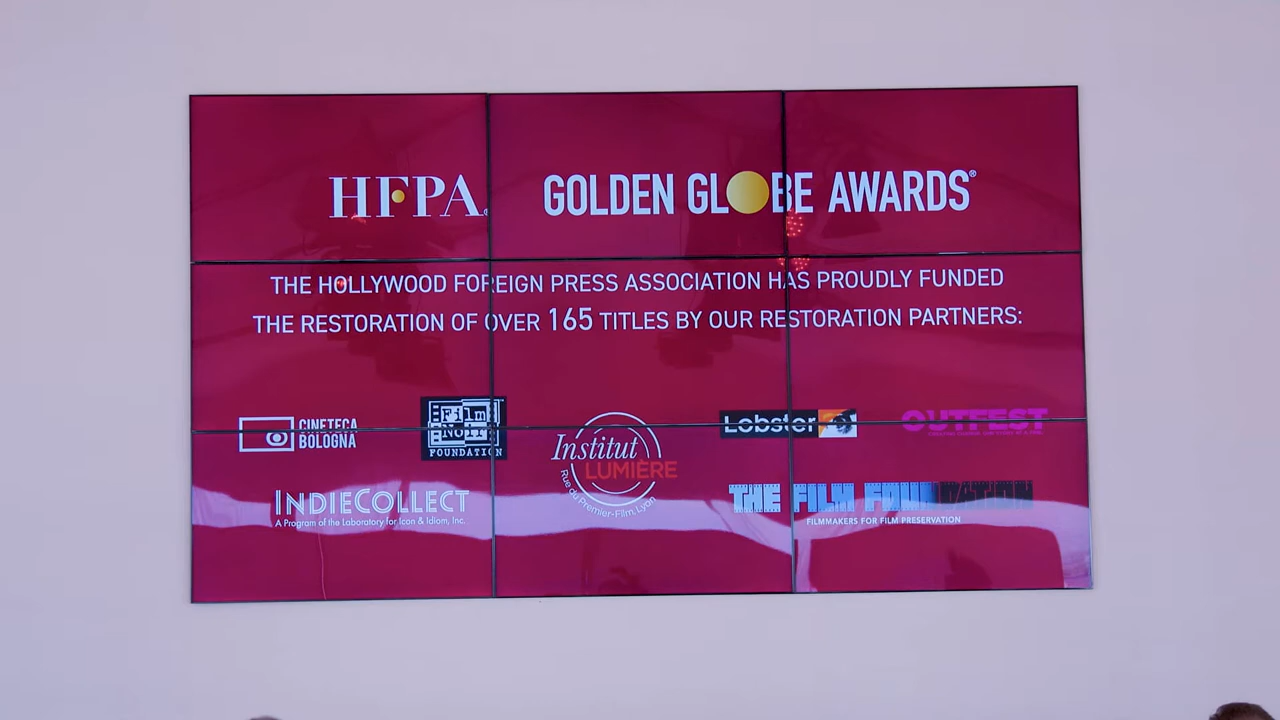 HFPA
GOLDEN GLOBE AWARDS®
THE HOLLYWOOD FOREIGN PRESS ASSOCIATION HAS PROUDLY FUNDED
THE RESTORATION OF OVER 165 TITLES BY OUR RESTORATION PARTNERS:
CINETECA
BOLOGNA
Film
Noir
FOUNDATION
Institut
LUMIÈRE
Rue du Premier-Film, Lyon
Lobster
OUTFEST
INDIECOLLECT
A Program of the Laboratory for Icon & Idiom, Inc.
THE FILM FOUNDATION
FILMMAKERS FOR FILM PRESERVATION